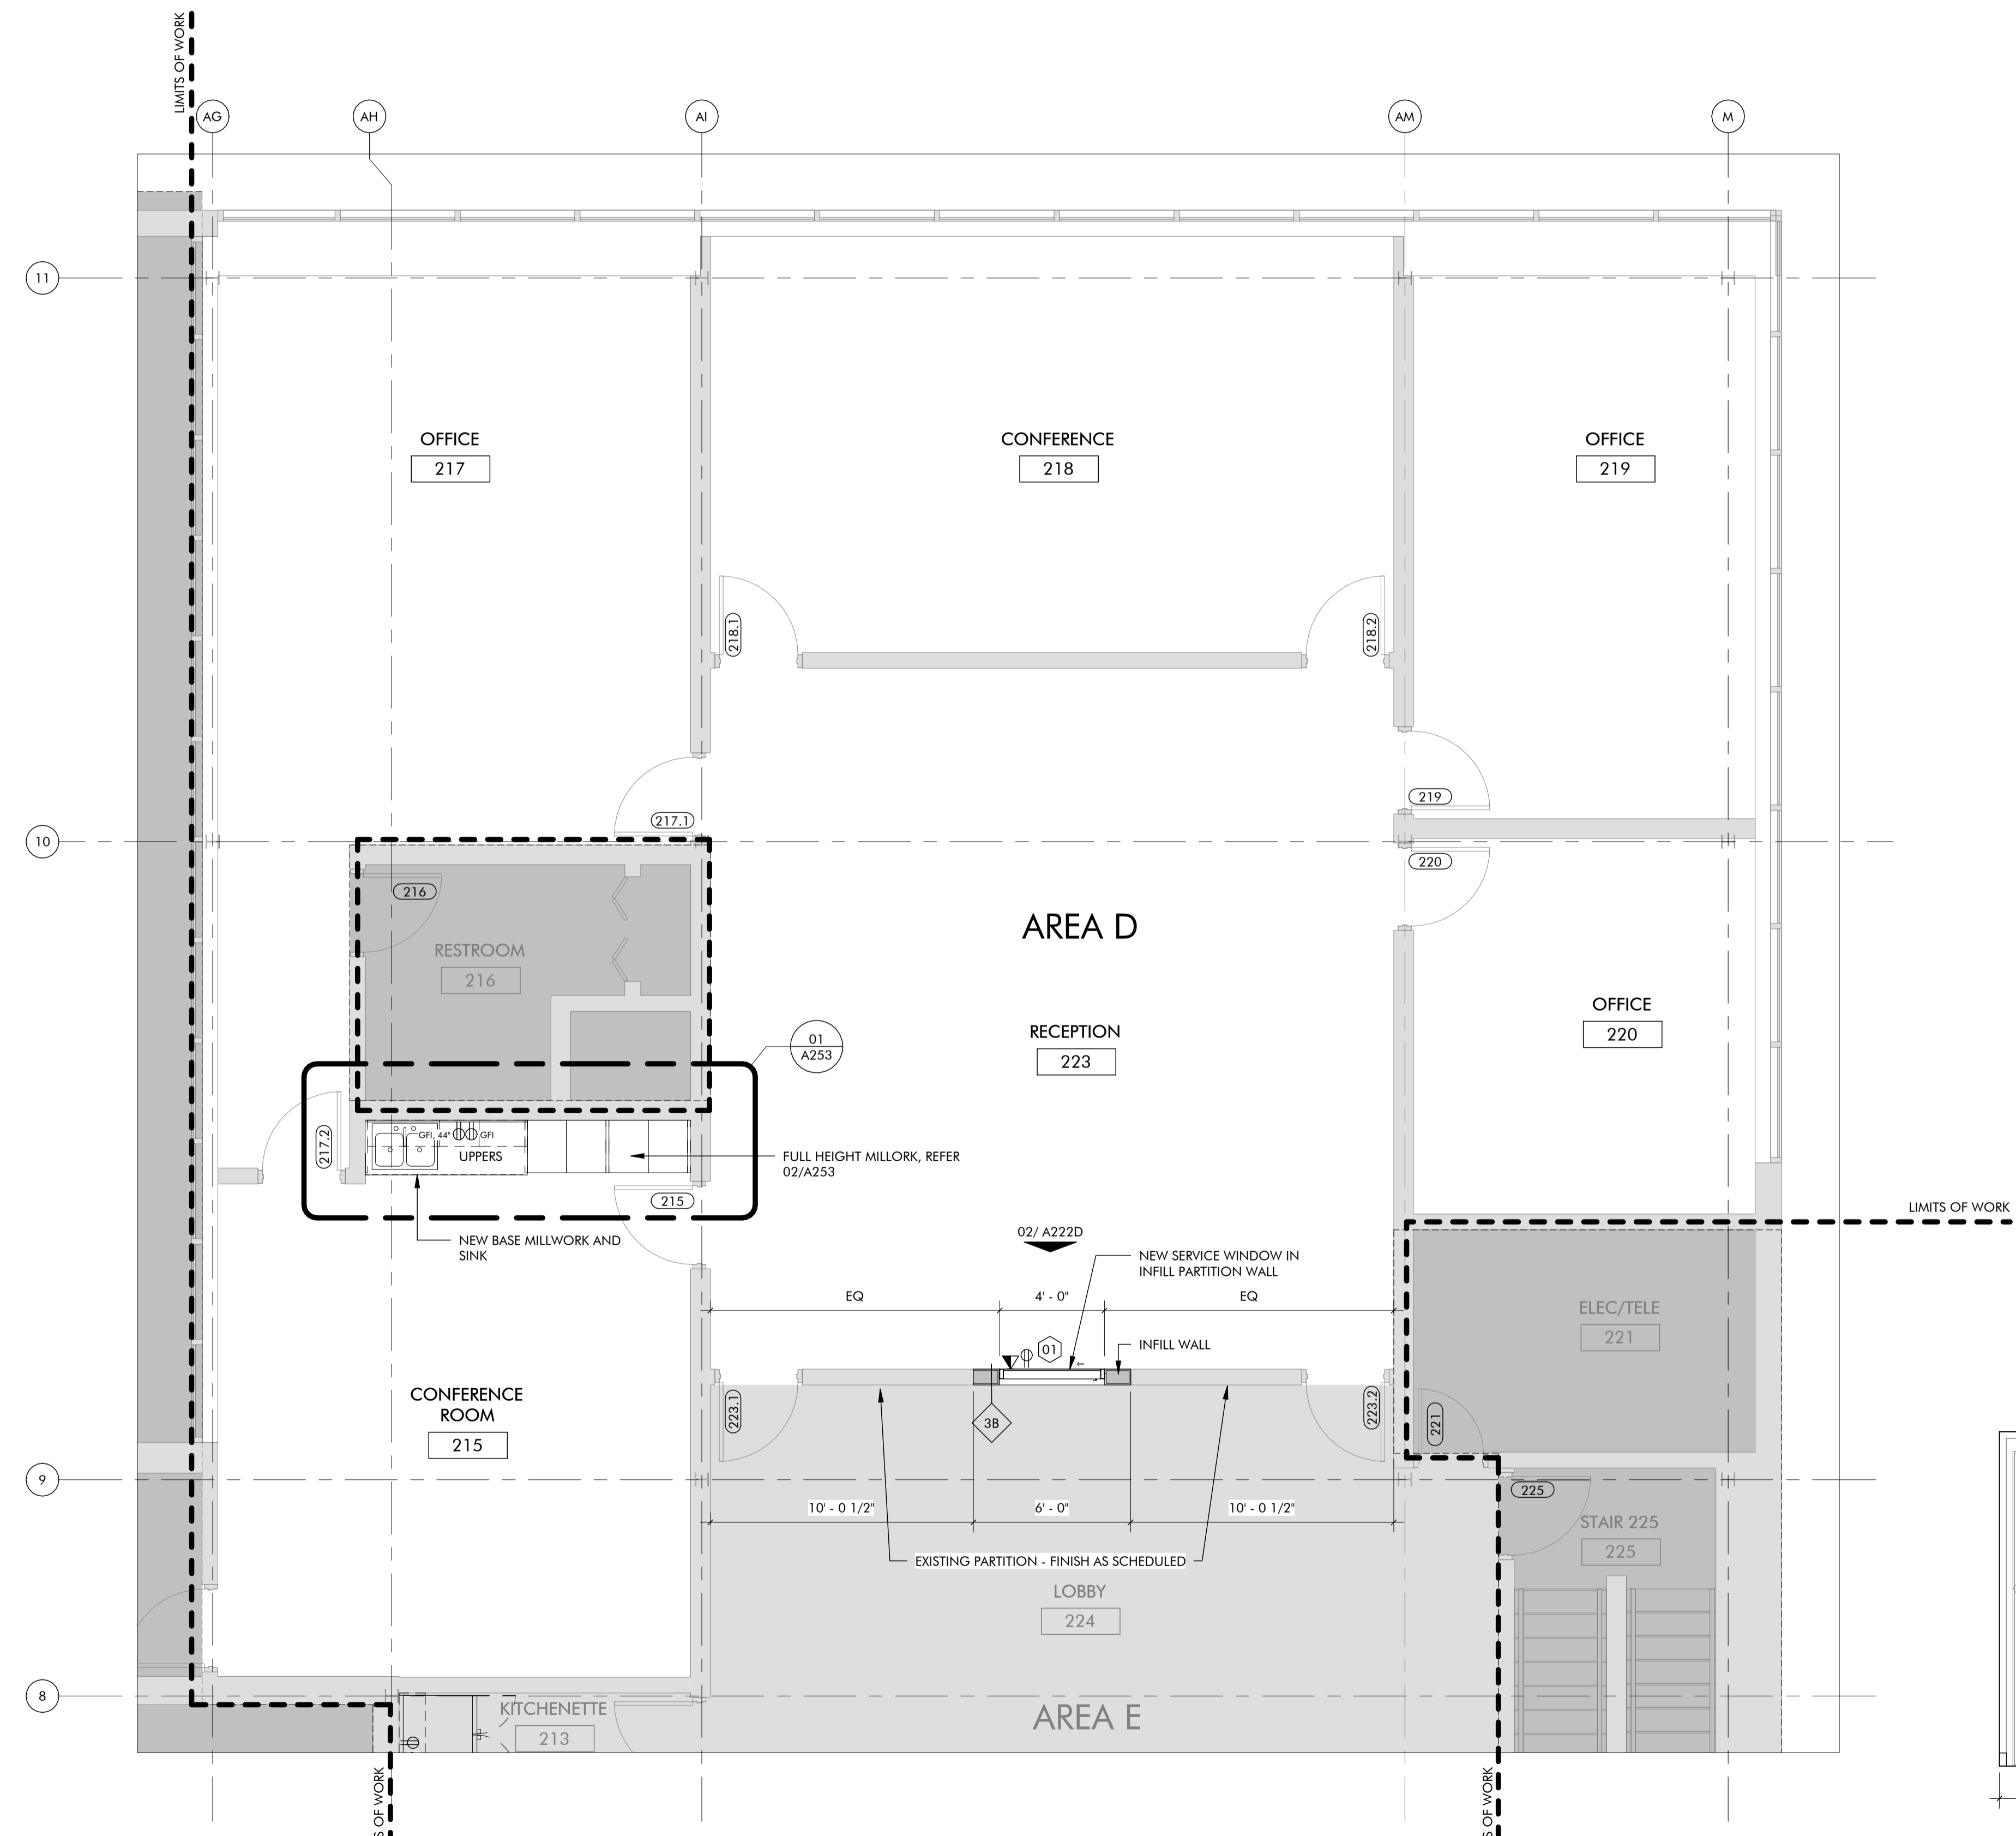 LIMITS OF WORK
AG
AH
AI
AM
M
11
OFFICE
217
CONFERENCE
218
OFFICE
219
218.1
218.2
219
217.1
10
220
216
RESTROOM
216
AREA D
OFFICE
220
RECEPTION
223
01
A253
217.2
GFI, 44"
GFI
UPPERS
FULL HEIGHT MILLORK, REFER
02/A253
215
NEW BASE MILLWORK AND
SINK
LIMITS OF WORK
02/ A222D
NEW SERVICE WINDOW IN
INFILL PARTITION WALL
EQ
4' - 0"
EQ
ELEC/TELE
221
01
INFILL WALL
CONFERENCE
ROOM
215
223.1
3B
223.2
221
9
225
10' - 0 1/2"
6' - 0"
10' - 0 1/2"
STAIR 225
225
EXISTING PARTITION - FINISH AS SCHEDULED
LOBBY
224
8
KITCHENETTE
213
AREA E
S OF WORK
S OF WORK